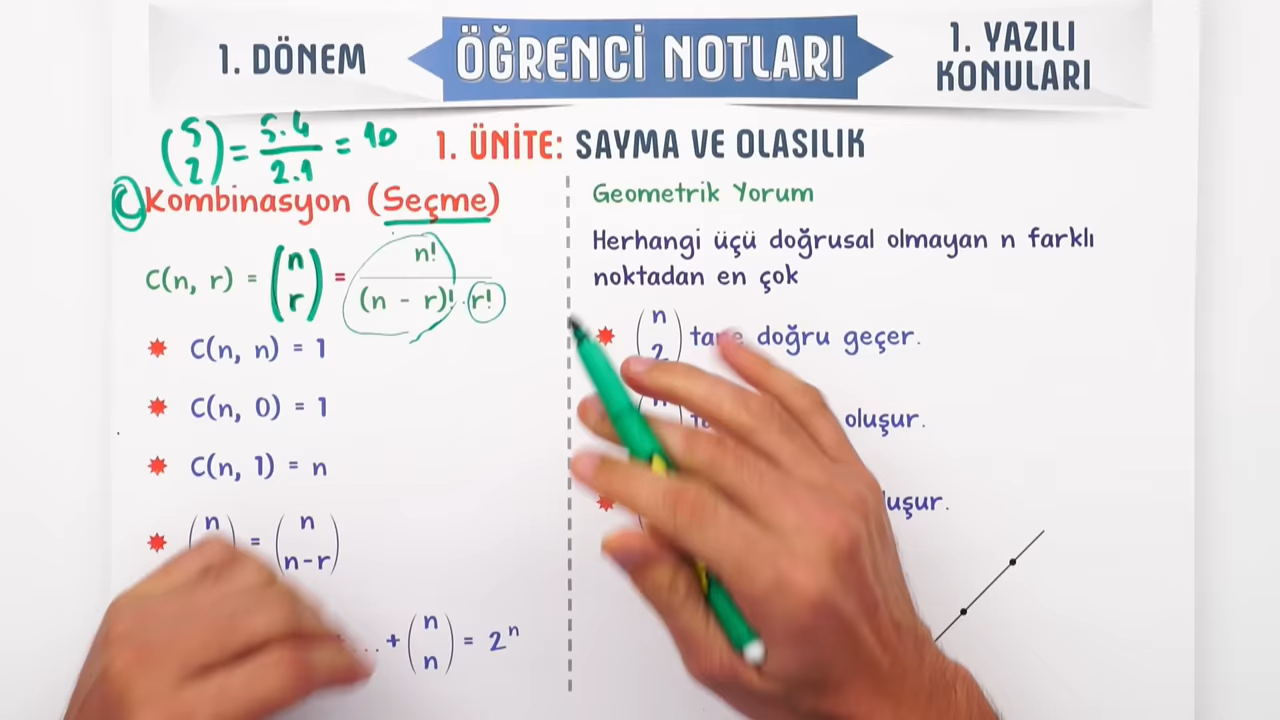 1. DÖNEM
ÖĞRENCİ NOTLARI
1. YAZILI
KONULARI
(5 2) = 5.4 / 2.1 = 10
1. ÜNİTE: SAYMA VE OLASILIK
C Kombinasyon (Seçme)
C(n, r) = (n r) = n! / (n - r)! . r!
C(n, n) = 1
C(n, 0) = 1
C(n, 1) = n
(n = (n n-r)
... + (n n) = 2ⁿ
Geometrik Yorum
Herhangi üçü doğrusal olmayan n farklı
noktadan en çok
(n 2) doğru geçer.
oluşur.